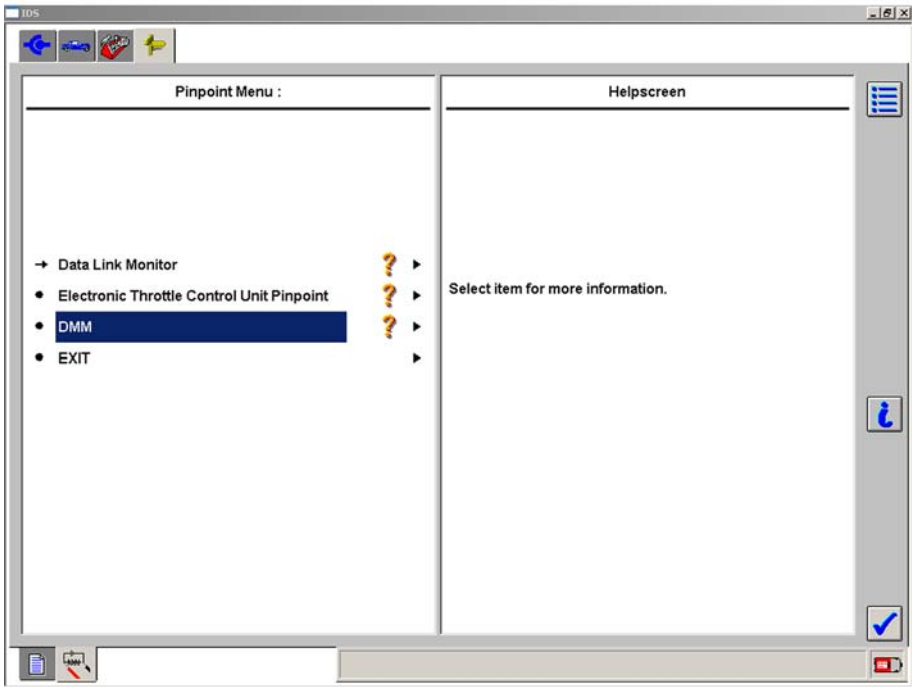 IDS
Pinpoint Menu :
Data Link Monitor
Electronic Throttle Control Unit Pinpoint
DMM
EXIT
Helpscreen
Select item for more information.